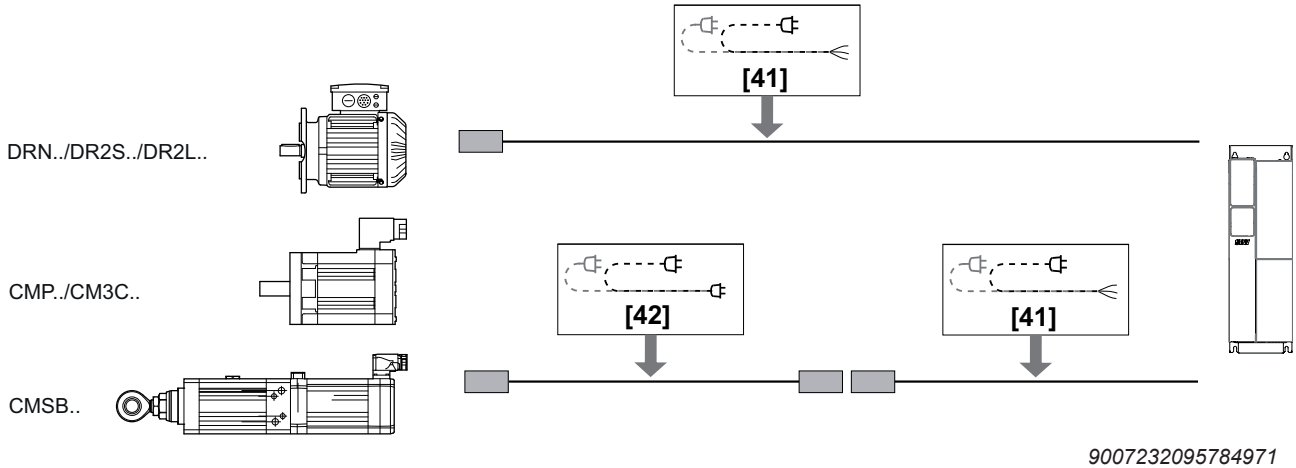 [41]
DRN../DR2S../DR2L..
CMP../CM3C..
[42]
[41]
CMSB..
9007232095784971